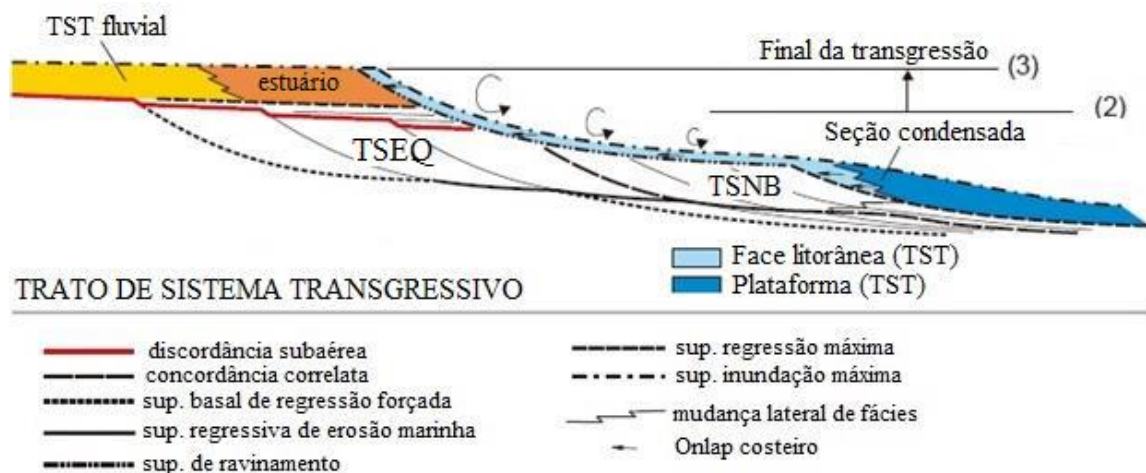 TST fluvial
Final da transgressão
(3)
estuário
(2)
Seção condensada
TSEQ
TSNB
Face litorânea (TST)
Plataforma (TST)
TRATO DE SISTEMA TRANSGRESSIVO
discordância subaérea
concordância correlata
sup. basal de regressão forçada
sup. regressiva de erosão marinha
sup. de ravinamento
sup. regressão máxima
sup. inundação máxima
mudança lateral de fácies
Onlap costeiro